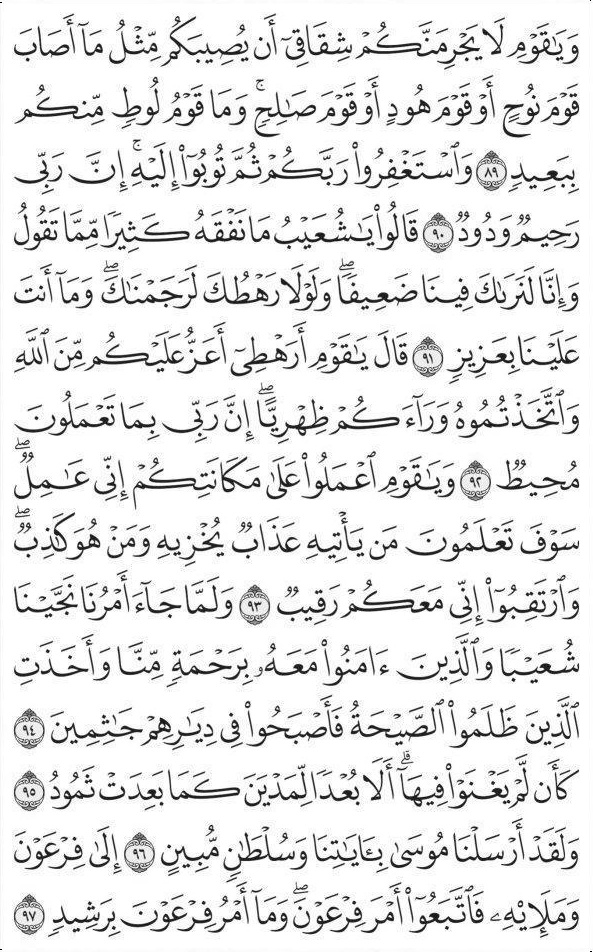 وَيَٰقَوْمِ لَا يَجْرِمَنَّكُمْ شِقَاقِىٓ أَن يُصِيبَكُم مِّثْلُ مَآ أَصَابَ
قَوْمَ نُوحٍ أَوْ قَوْمَ هُودٍ أَوْ قَوْمَ صَٰلِحٍۚ وَمَا قَوْمُ لُوطٍ مِّنكُم
بِبَعِيدٍ ٨٩ وَٱسْتَغْفِرُوا۟ رَبَّكُمْ ثُمَّ تُوبُوٓا۟ إِلَيْهِۚ إِنَّ رَبِّى
رَحِيمٌ وَدُودٌ ٩٠ قَالُوا۟ يَٰشُعَيْبُ مَا نَفْقَهُ كَثِيرًا مِّمَّا تَقُولُ
وَإِنَّا لَنَرَىٰكَ فِينَا ضَعِيفًاۖ وَلَوْلَا رَهْطُكَ لَرَجَمْنَٰكَۖ وَمَآ أَنتَ
عَلَيْنَا بِعَزِيزٍ ٩١ قَالَ يَٰقَوْمِ أَرَهْطِىٓ أَعَزُّ عَلَيْكُم مِّنَ ٱللَّهِ
وَٱتَّخَذْتُمُوهُ وَرَآءَكُمْ ظِهْرِيًّاۖ إِنَّ رَبِّى بِمَا تَعْمَلُونَ
مُحِيطٌ ٩٢ وَيَٰقَوْمِ ٱعْمَلُوا۟ عَلَىٰ مَكَانَتِكُمْ إِنِّى عَٰمِلٌۖ
سَوْفَ تَعْلَمُونَ مَن يَأْتِيهِ عَذَابٌ يُخْزِيهِ وَمَنْ هُوَ كَٰذِبٌۖ
وَٱرْتَقِبُوٓا۟ إِنِّى مَعَكُمْ رَقِيبٌ ٩٣ وَلَمَّا جَآءَ أَمْرُنَا نَجَّيْنَا
شُعَيْبًا وَٱلَّذِينَ ءَامَنُوا۟ مَعَهُۥ بِرَحْمَةٍ مِّنَّا وَأَخَذَتِ
ٱلَّذِينَ ظَلَمُوا۟ ٱلصَّيْحَةُ فَأَصْبَحُوا۟ فِى دِيَٰرِهِمْ جَٰثِمِينَ ٩٤
كَأَن لَّمْ يَغْنَوْا۟ فِيهَآۗ أَلَا بُعْدًا لِّمَدْيَنَ كَمَا بَعِدَتْ ثَمُودُ ٩٥
وَلَقَدْ أَرْسَلْنَا مُوسَىٰ بِـَٔايَٰتِنَا وَسُلْطَٰنٍ مُّبِينٍ ٩٦ إِلَىٰ فِرْعَوْنَ
وَمَلَإِي۟هِۦ فَٱتَّبَعُوٓا۟ أَمْرَ فِرْعَوْنَۖ وَمَآ أَمْرُ فِرْعَوْنَ بِرَشِيدٍ ٩٧